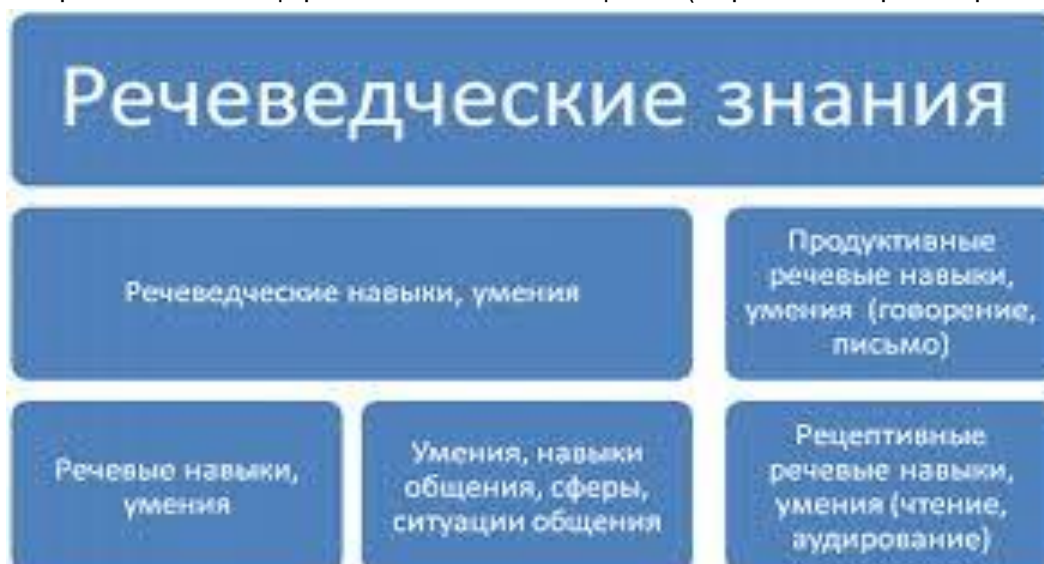 Речеведческие знания
Речеведческие навыки, умения
Продуктивные
речевые навыки,
умения (говорение,
письмо)
Речевые навыки,
умения
Умения, навыки
общения, сферы,
ситуации общения
Рецептивные
речевые навыки,
умения (чтение,
аудирование)